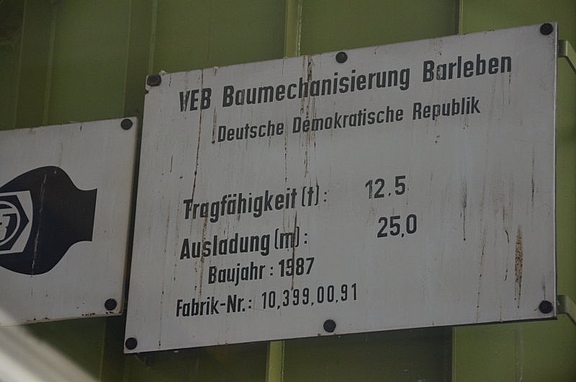 VEB Baumechanisierung Barleben
Deutsche Demokratische Republik
Tragfähigkeit (t): 12.5
Ausladung (m): 25,0
Baujahr: 1987
Fabrik-Nr.: 10,399,00,91